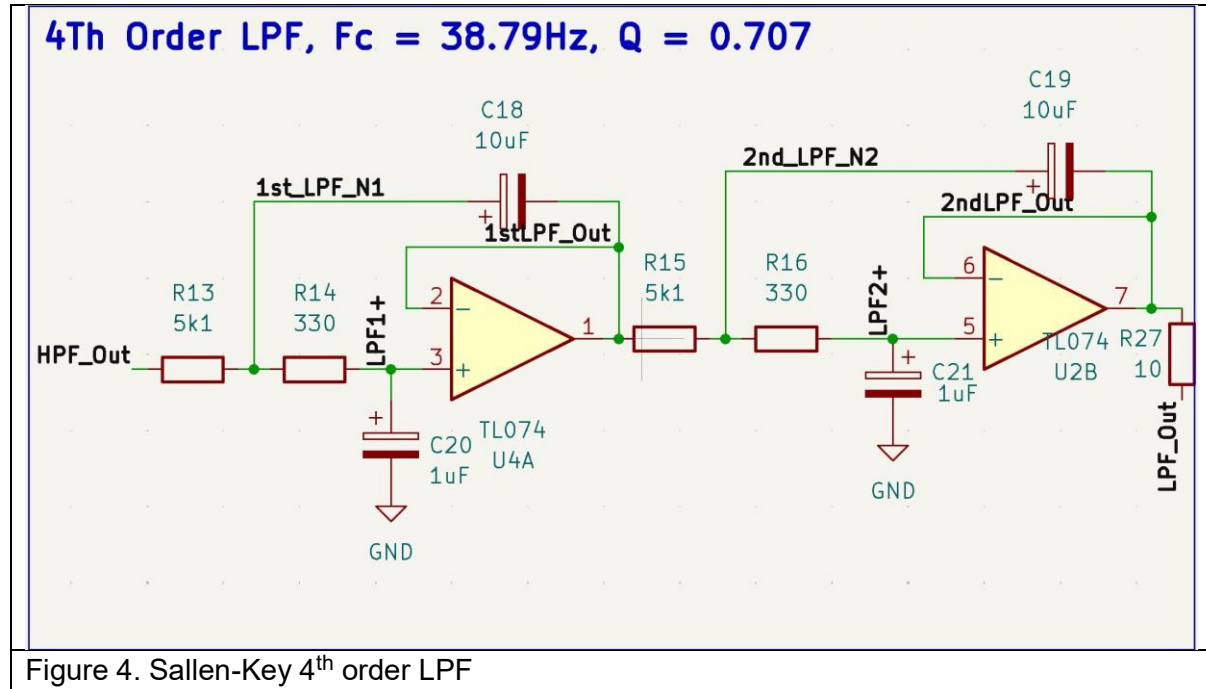 4Th Order LPF, Fc = 38.79Hz, Q = 0.707
C18
10uF
C19
10uF
1st_LPF_N1
2nd_LPF_N2
1stLPF_Out
2ndLPF_Out
R13
5k1
R14
330
LPF1+
2
3
1
R15
5k1
R16
330
LPF2+
6
5
7
HPF_Out
TL074
U2B
R27
10
C21
1uF
TL074
U4A
C20
1uF
LPF_Out
GND
GND
Figure 4. Sallen-Key 4th order LPF